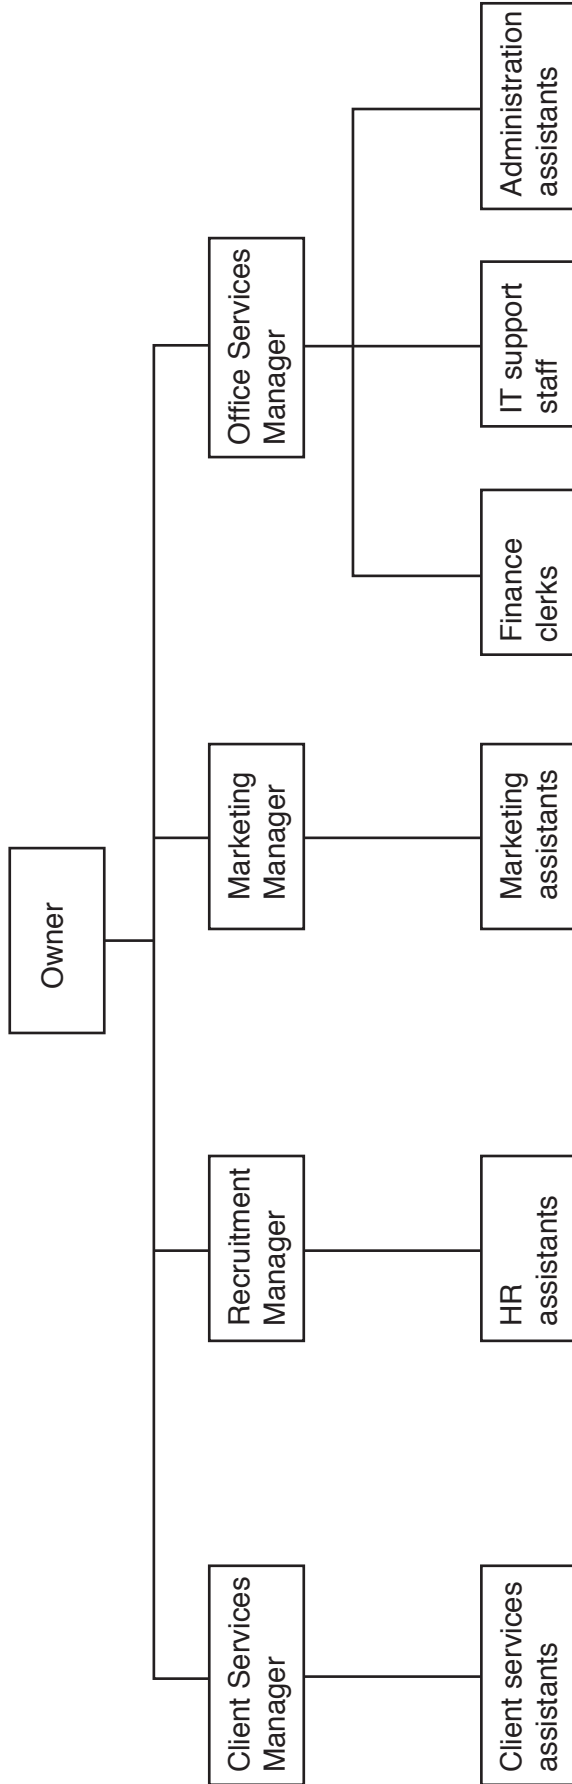 Owner
Client Services
Manager
Recruitment
Manager
Marketing
Manager
Office Services
Manager
Client services
assistants
HR
assistants
Marketing
assistants
Finance
clerks
IT support
staff
Administration
assistants